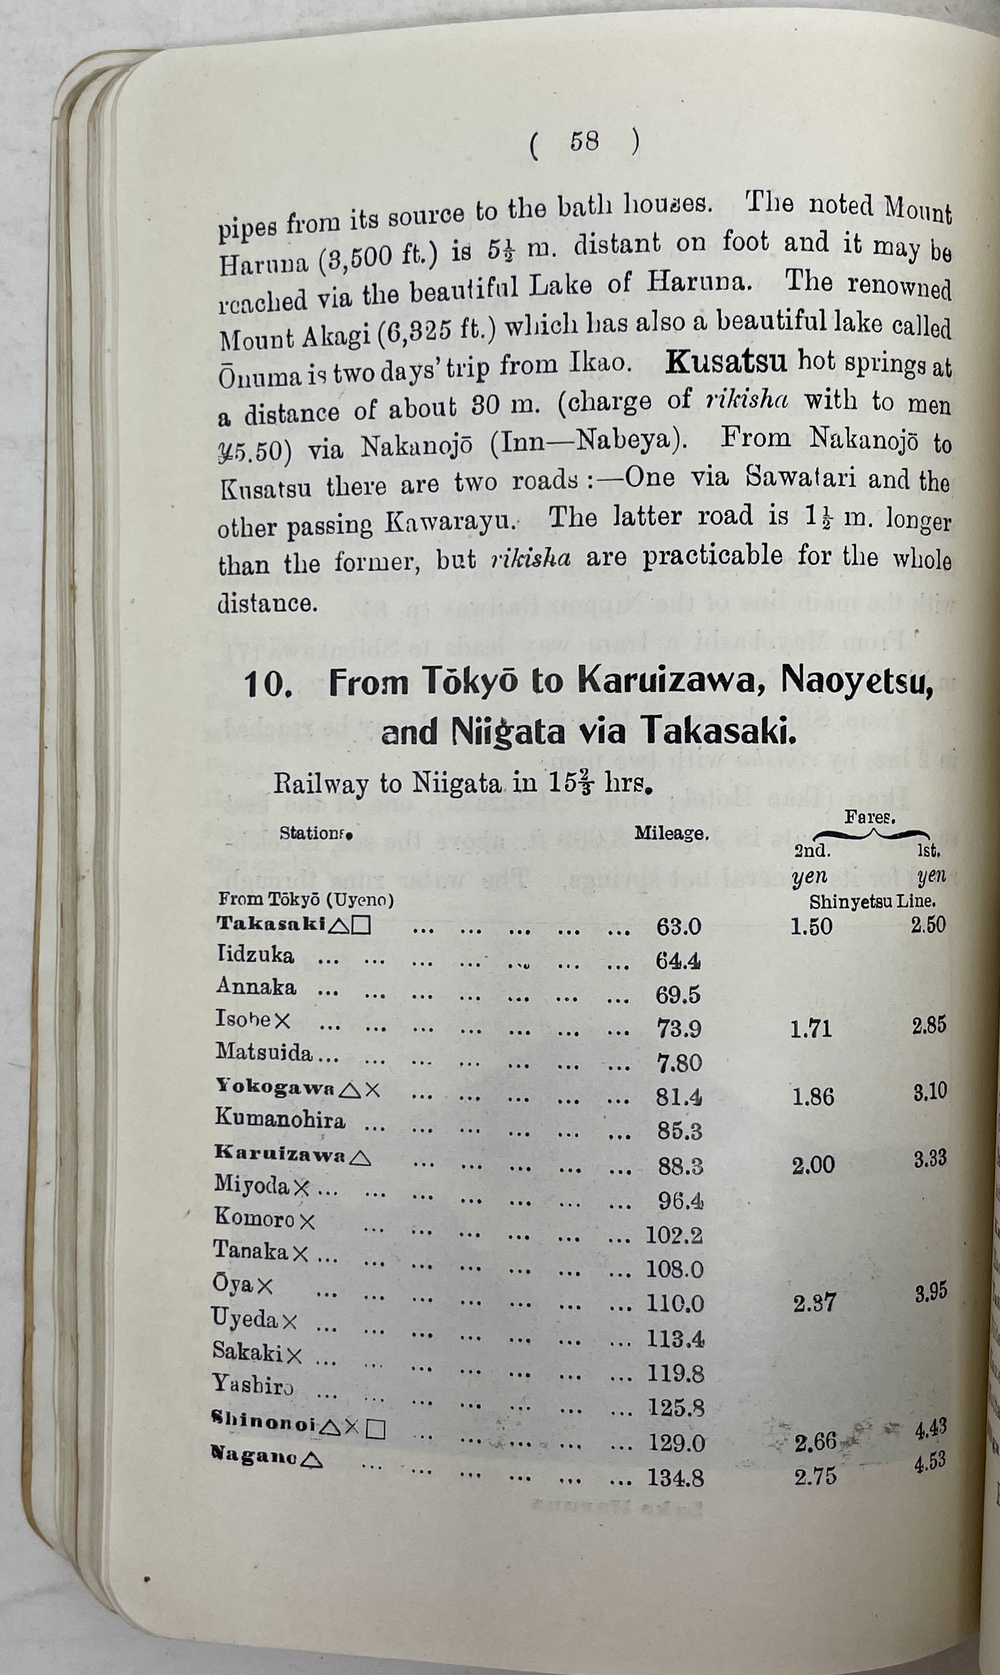 ( 58 )
pipes from its source to the bath houses. The noted Mount
Haruna (3,500 ft.) is 5½ m. distant on foot and it may be
reached via the beautiful Lake of Haruna. The renowned
Mount Akagi (6,325 ft.) which has also a beautiful lake called
Ōnuma is two days' trip from Ikao. Kusatsu hot springs at
a distance of about 30 m. (charge of rikisha with to men
¥5.50) via Nakanojō (Inn—Nabeya). From Nakanojō to
Kusatsu there are two roads :—One via Sawatari and the
other passing Kawarayu. The latter road is 1½ m. longer
than the former, but rikisha are practicable for the whole
distance.
10. From Tōkyō to Karuizawa, Naoyetsu,
and Niigata via Takasaki.
Railway to Niigata in 15⅔ hrs.
Fares.
Stations. Mileage. 2nd. 1st.
yen yen
From Tōkyō (Uyeno) Shinyetsu Line.
Takasaki△□ ... ... ... ... ... 63.0 1.50 2.50
Iidzuka ... ... ... ... ... ... ... 64.4
Annaka ... ... ... ... ... ... ... 69.5
Isobe× ... ... ... ... ... ... ... 73.9 1.71 2.85
Matsuida ... ... ... ... ... ... ... 7.80
Yokogawa△× ... ... ... ... ... 81.4 1.86 3.10
Kumanohira ... ... ... ... ... ... 85.3
Karuizawa△ ... ... ... ... ... 88.3 2.00 3.33
Miyoda× ... ... ... ... ... ... ... 96.4
Komoro× ... ... ... ... ... ... 102.2
Tanaka× ... ... ... ... ... ... ... 108.0
Ōya× ... ... ... ... ... ... ... 110.0 2.37 3.95
Uyeda× ... ... ... ... ... ... ... 113.4
Sakaki× ... ... ... ... ... ... ... 119.8
Yashiro ... ... ... ... ... ... ... 125.8
Shinonoi△×□ ... ... ... ... ... 129.0 2.66 4.43
Nagano△ ... ... ... ... ... ... 134.8 2.75 4.53